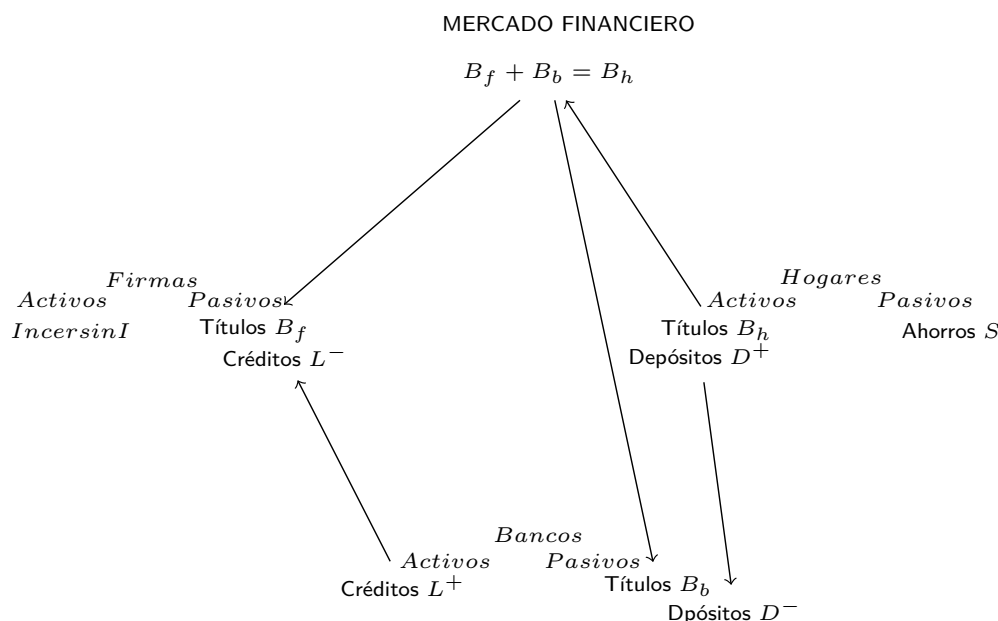 MERCADO FINANCIERO
B_f + B_b = B_h
Firmas
Activos Pasivos
IncersinI Títulos B_f
Créditos L^-
Hogares
Activos Pasivos
Títulos B_h Ahorros S
Depósitos D^+
Bancos
Activos Pasivos
Créditos L^+ Títulos B_b
Dpósitos D^-